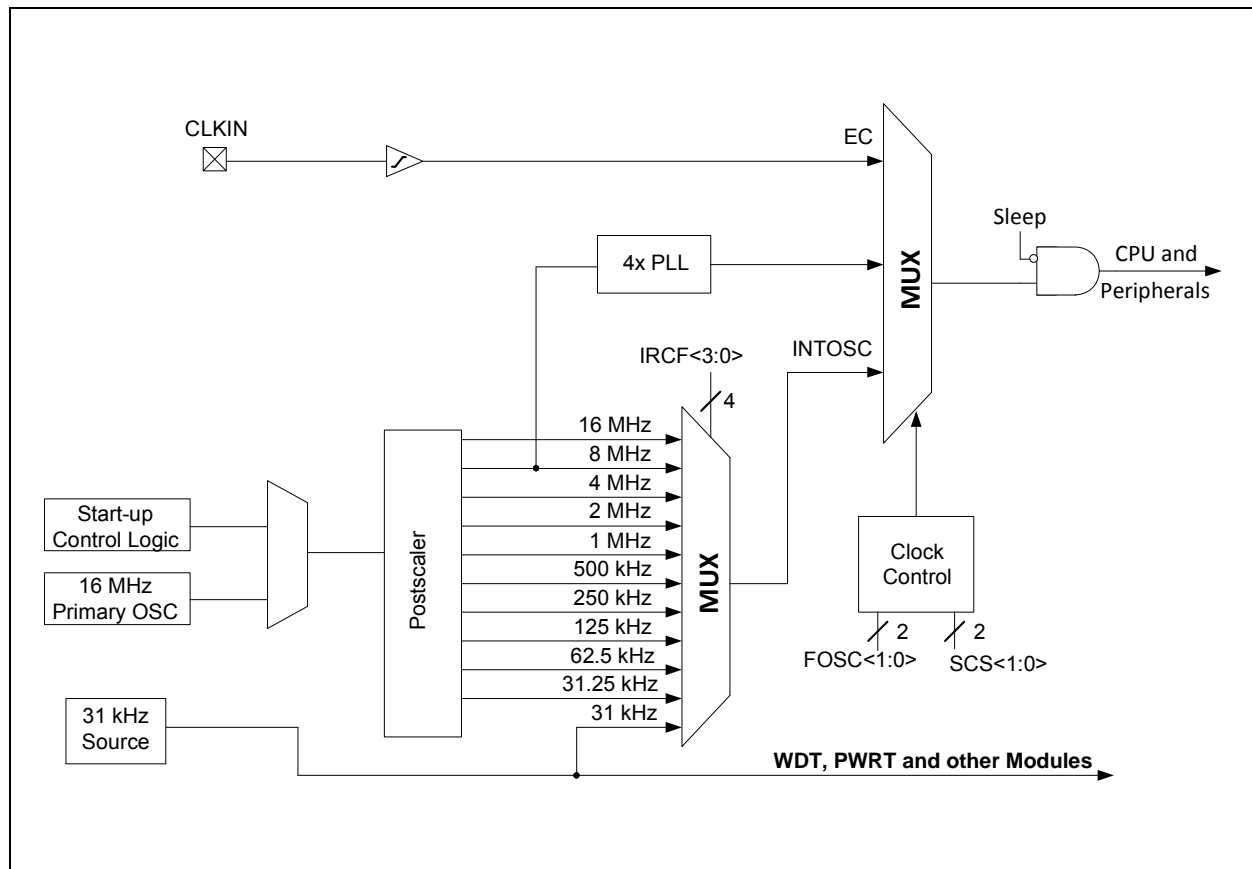 CLKIN
EC
Sleep
4x PLL
MUX
CPU and
Peripherals
IRCF<3:0>
4
INTOSC
16 MHz
8 MHz
4 MHz
2 MHz
1 MHz
500 kHz
250 kHz
125 kHz
62.5 kHz
31.25 kHz
31 kHz
MUX
Start-up
Control Logic
16 MHz
Primary OSC
Postscaler
Clock
Control
2
2
FOSC<1:0>
SCS<1:0>
31 kHz
Source
WDT, PWRT and other Modules